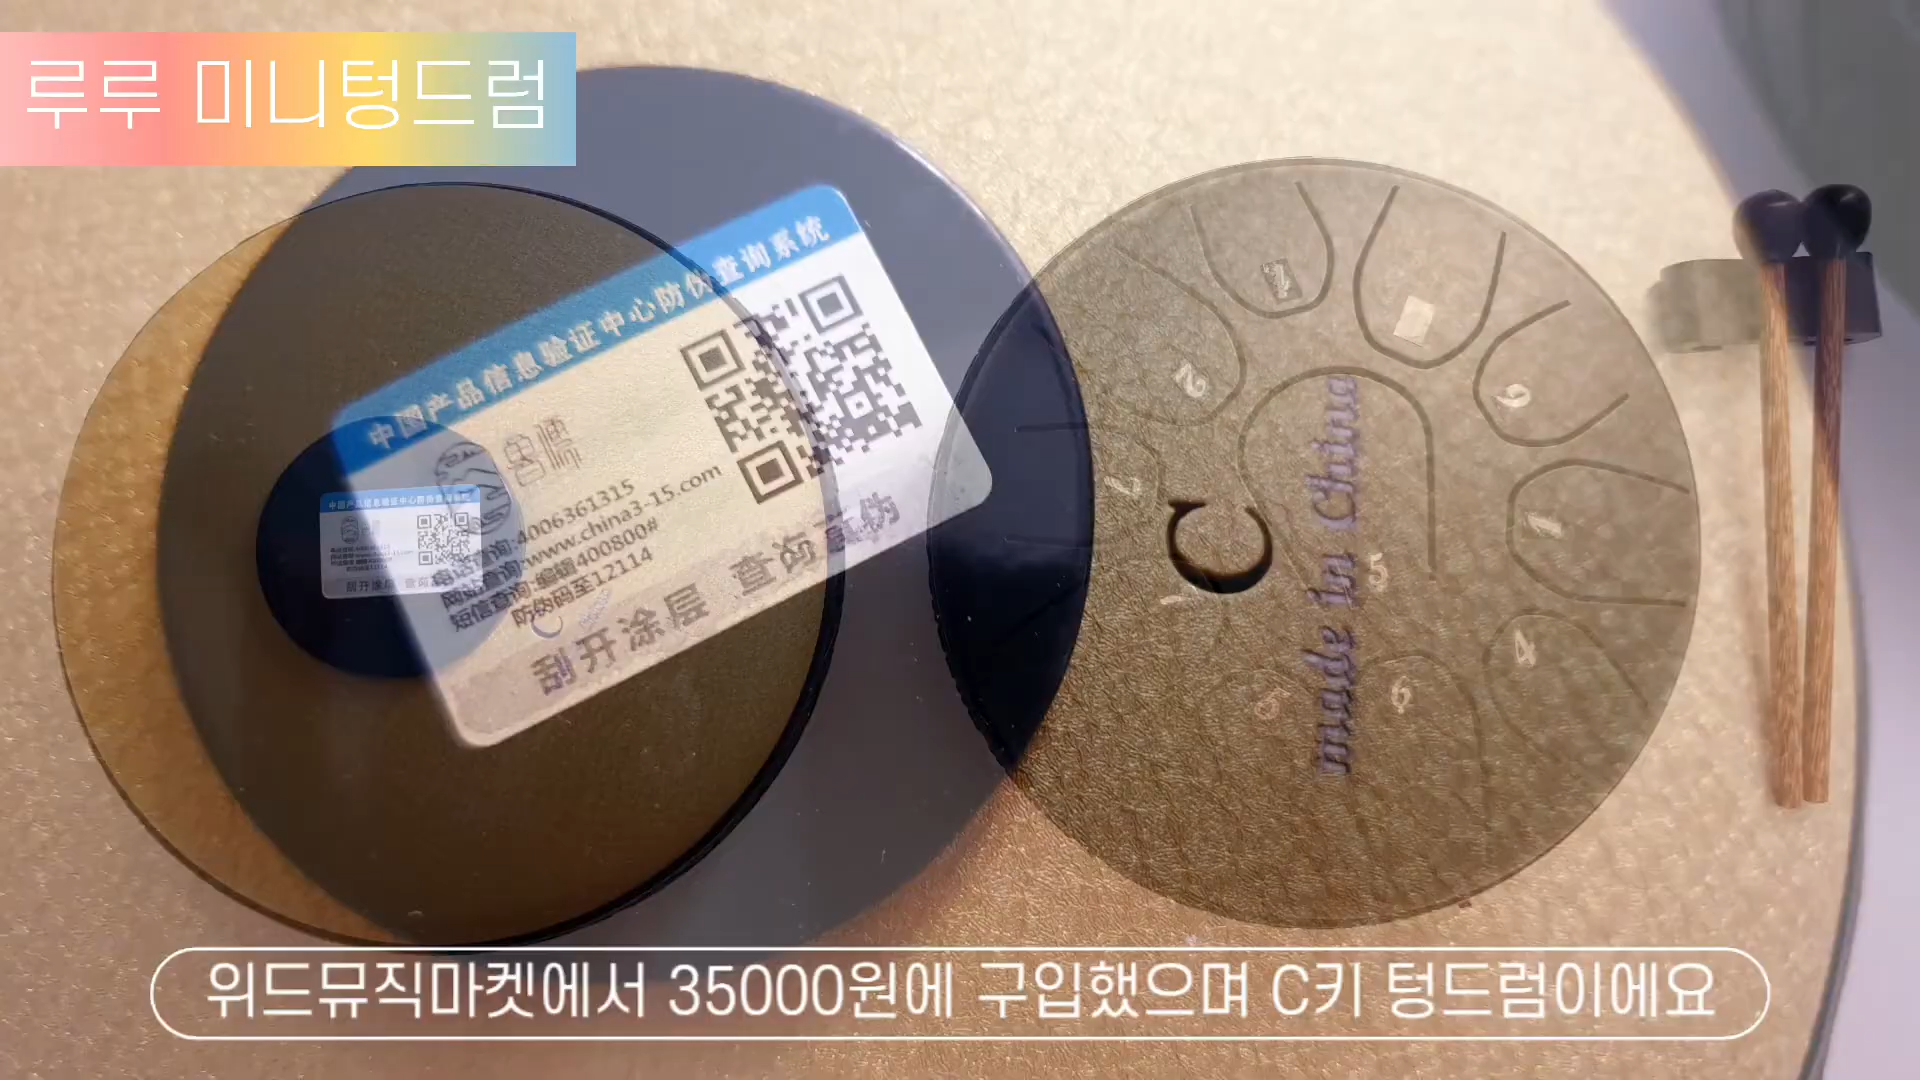 루루 미니텅드럼
中国产品信息验证中心防伪查询系统
鲁儒
电话查询:4006361315
网站查询:www.china3-15.com
短信查询:编辑400800#
防伪码至12114
刮开涂层 查询真伪
C
made in China
2
2
6
7
1
5
4
6
5
위드뮤직마켓에서 35000원에 구입했으며 C키 텅드럼이에요